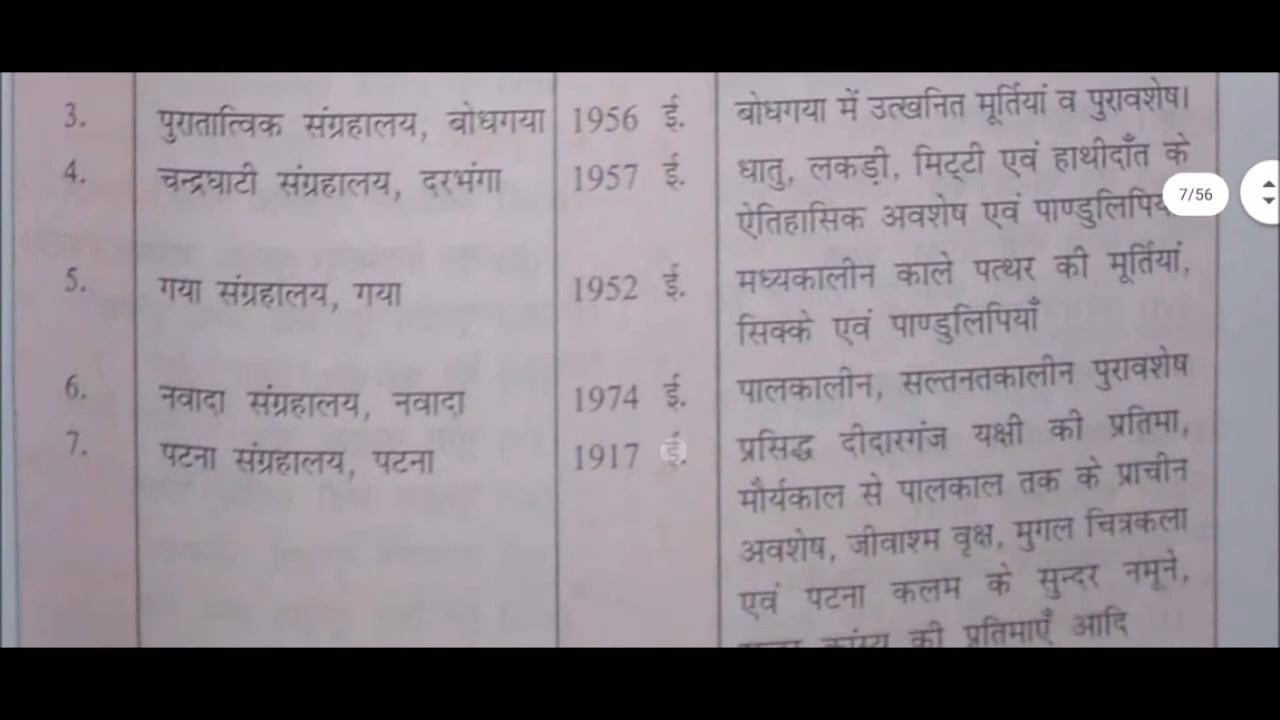 3. पुरातात्विक संग्रहालय, बोधगया 1956 ई. बोधगया में उत्खनित मूर्तियां व पुरावशेष।
4. चन्द्रघाटी संग्रहालय, दरभंगा 1957 ई. धातु, लकड़ी, मिट्टी एवं हाथीदाँत के
ऐतिहासिक अवशेष एवं
7/56
5. गया संग्रहालय, गया 1952 ई. मध्यकालीन काले पत्थर की मूर्तियां,
सिक्के एवं पाण्डुलिपियाँ
6. नवादा संग्रहालय, नवादा 1974 ई. पालकालीन, सल्तनतकालीन पुरावशेष
7. पटना संग्रहालय, पटना 1917 ई. प्रसिद्ध दीदारगंज यक्षी की प्रतिमा,
मौर्यकाल से पालकाल तक के प्राचीन
अवशेष, जीवाश्म वृक्ष, मुगल चित्रकला
एवं पटना कलम के सुन्दर नमूने,
की प्रतिमाएँ आदि